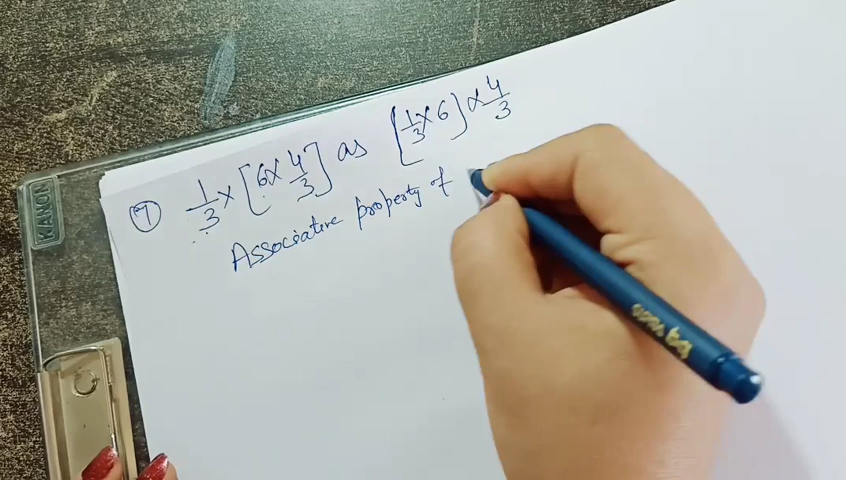 ⑦ 1/3 × [6 × 4/3] as [1/3 × 6] × 4/3
Associative property of
KANON